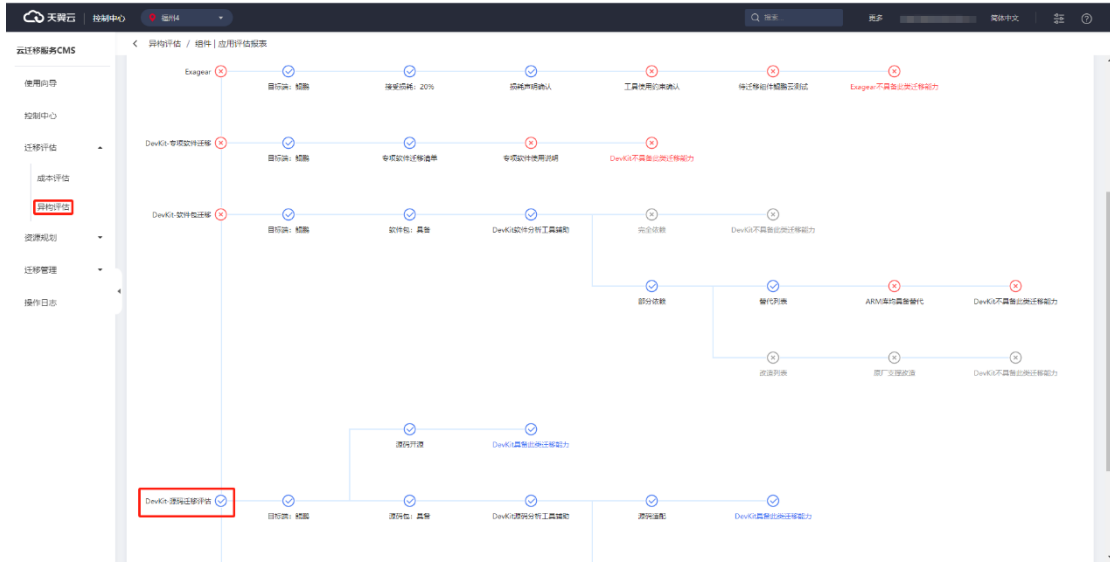 天翼云 控制中心 福州4 搜索 更多 简体中文
云迁移服务CMS
异构评估 / 组件 | 应用评估报表
使用向导
控制中心
迁移评估
成本评估
异构评估
资源规划
迁移管理
操作日志
Exagear
目标端：鲲鹏 接受损耗：20% 损耗声明确认 工具使用约束确认 待迁移组件鲲鹏云测试 Exagear不具备此类迁移能力
DevKit-专项软件迁移
目标端：鲲鹏 专项软件迁移清单 专项软件使用说明 DevKit不具备此类迁移能力
DevKit-软件包迁移
目标端：鲲鹏 软件包：具备 DevKit软件分析工具辅助 完全依赖 DevKit不具备此类迁移能力
部分依赖 替代列表 ARM库均具备替代 DevKit不具备此类迁移能力
改造列表 原厂支援改造 DevKit不具备此类迁移能力
源码开源 DevKit具备此类迁移能力
DevKit-源码迁移评估
目标端：鲲鹏 源码包：具备 DevKit源码分析工具辅助 源码适配 DevKit具备此类迁移能力